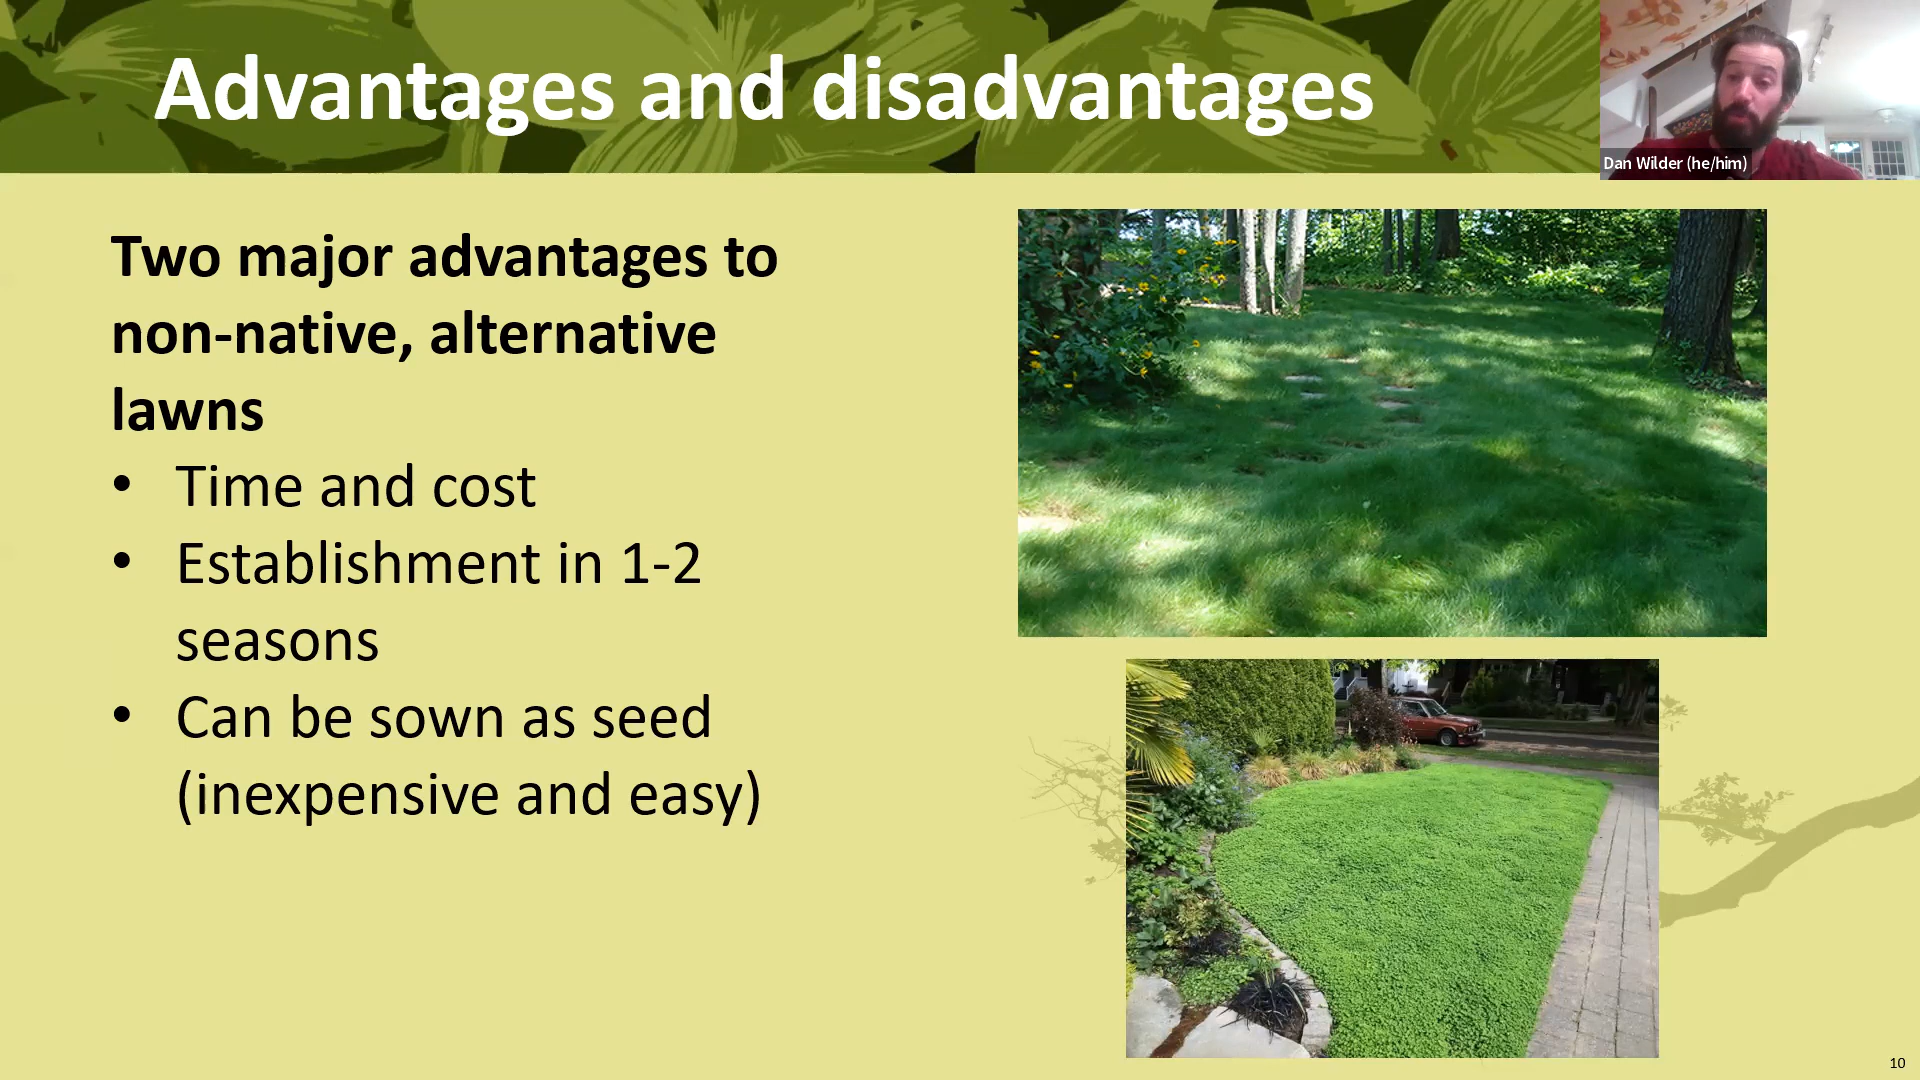 Advantages and disadvantages
Dan Wilder (he/him)
Two major advantages to
non-native, alternative
lawns
• Time and cost
• Establishment in 1-2
seasons
• Can be sown as seed
(inexpensive and easy)
10